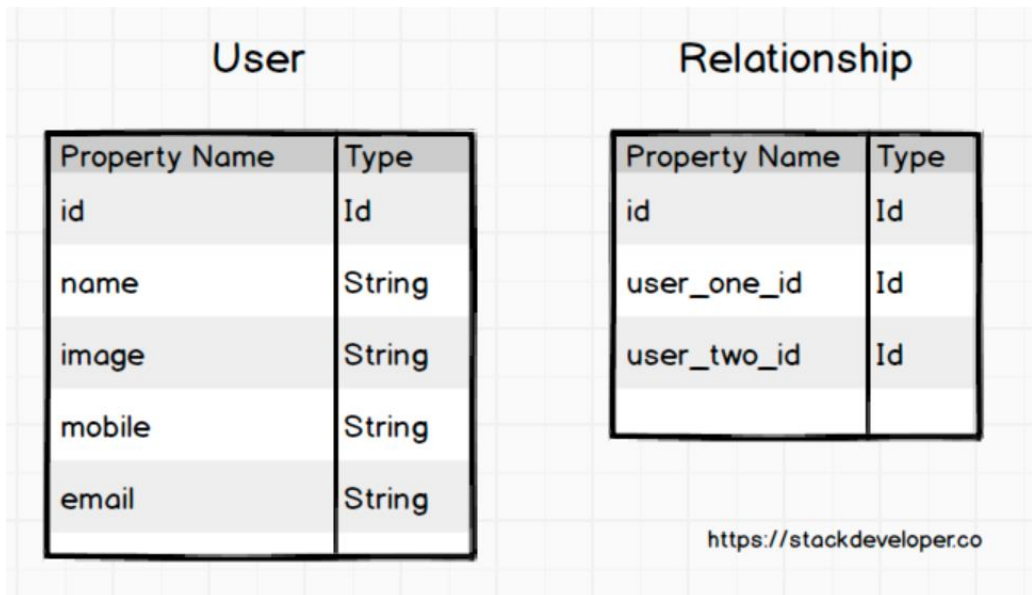 User
Property Name Type
id Id
name String
image String
mobile String
email String
Relationship
Property Name Type
id Id
user_one_id Id
user_two_id Id
https://stackdeveloper.co